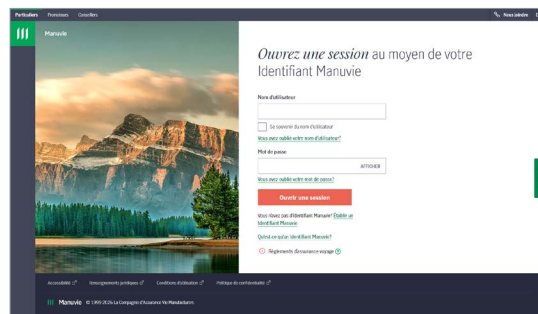 Particuliers Promoteurs Conseillers
Nous joindre
Manuvie
Ouvrez une session au moyen de votre
Identifiant Manuvie
Nom d'utilisateur
Se souvenir du nom d'utilisateur
Vous avez oublié votre nom d'utilisateur?
Mot de passe
AFFICHER
Vous avez oublié votre mot de passe?
Ouvrir une session
Vous n'avez pas d'Identifiant Manuvie? Établir un
Identifiant Manuvie
Qu'est-ce qu'un Identifiant Manuvie?
Règlements d'assurance voyage
Accessibilité Renseignements juridiques Conditions d'utilisation Politique de confidentialité
Manuvie © 1999-2026 La Compagnie d'Assurance Vie Manufacturers